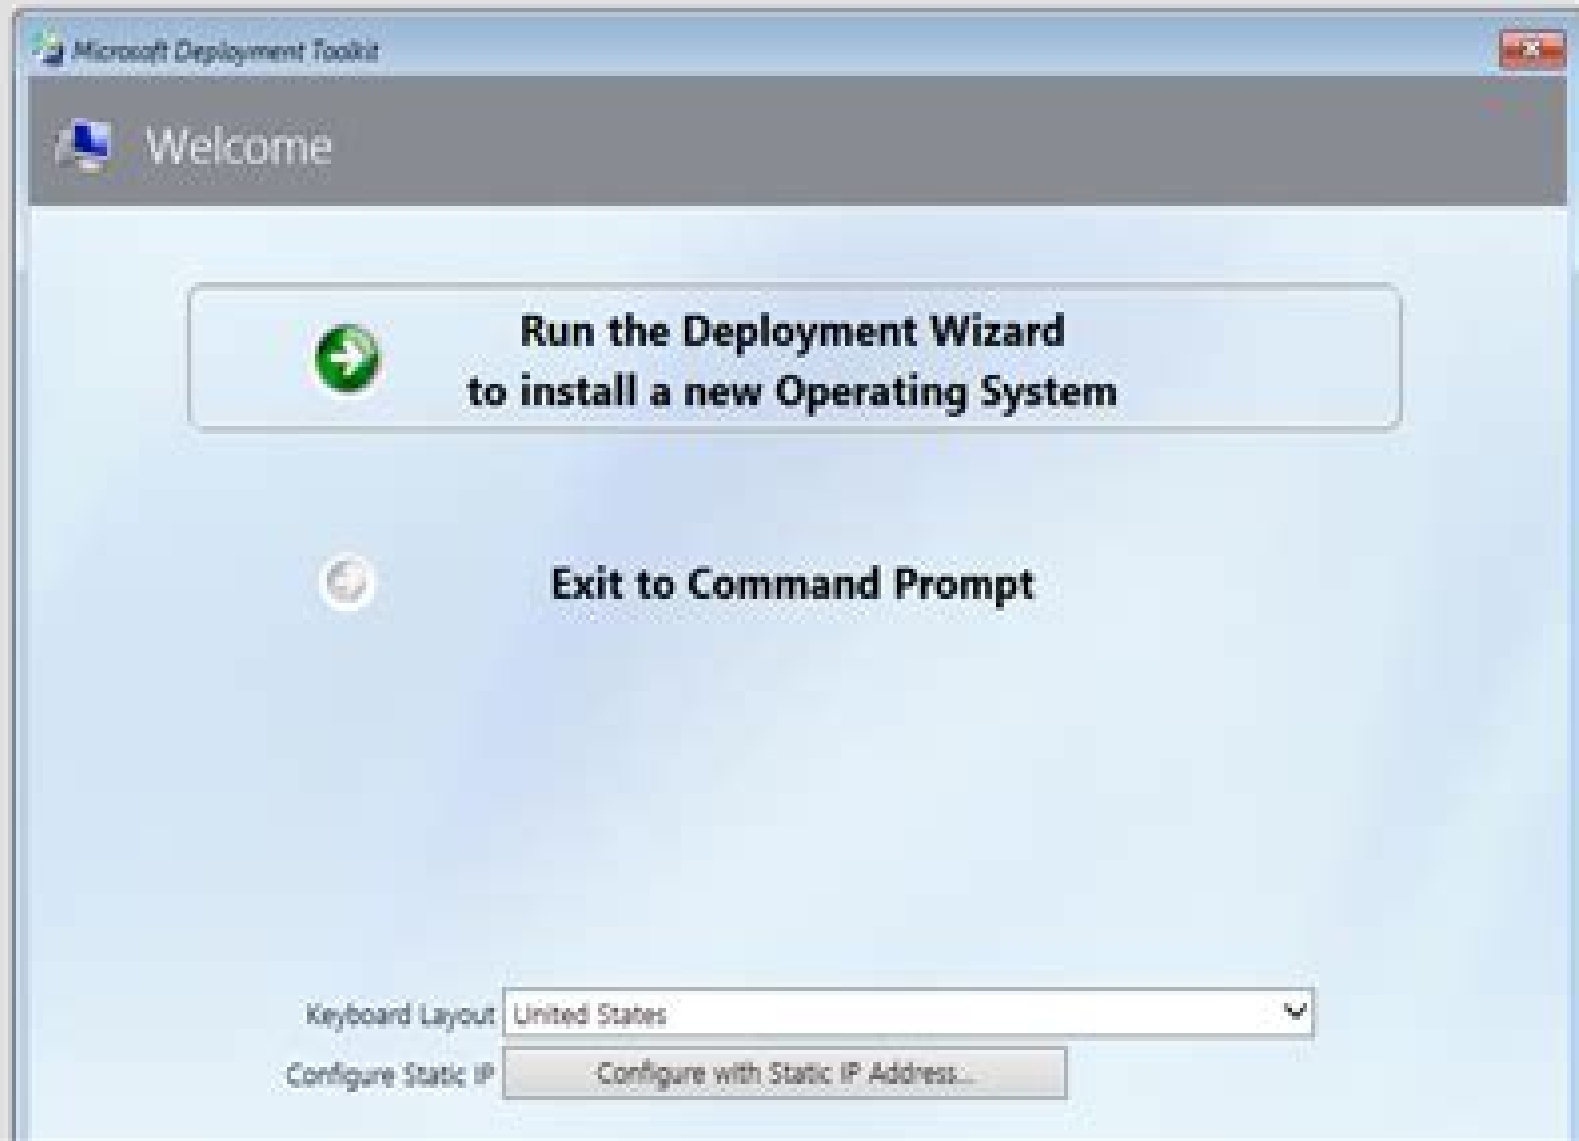 Microsoft Deployment Toolkit
Welcome
Run the Deployment Wizard
to install a new Operating System
Exit to Command Prompt
Keyboard Layout United States
Configure Static IP Configure with Static IP Address...